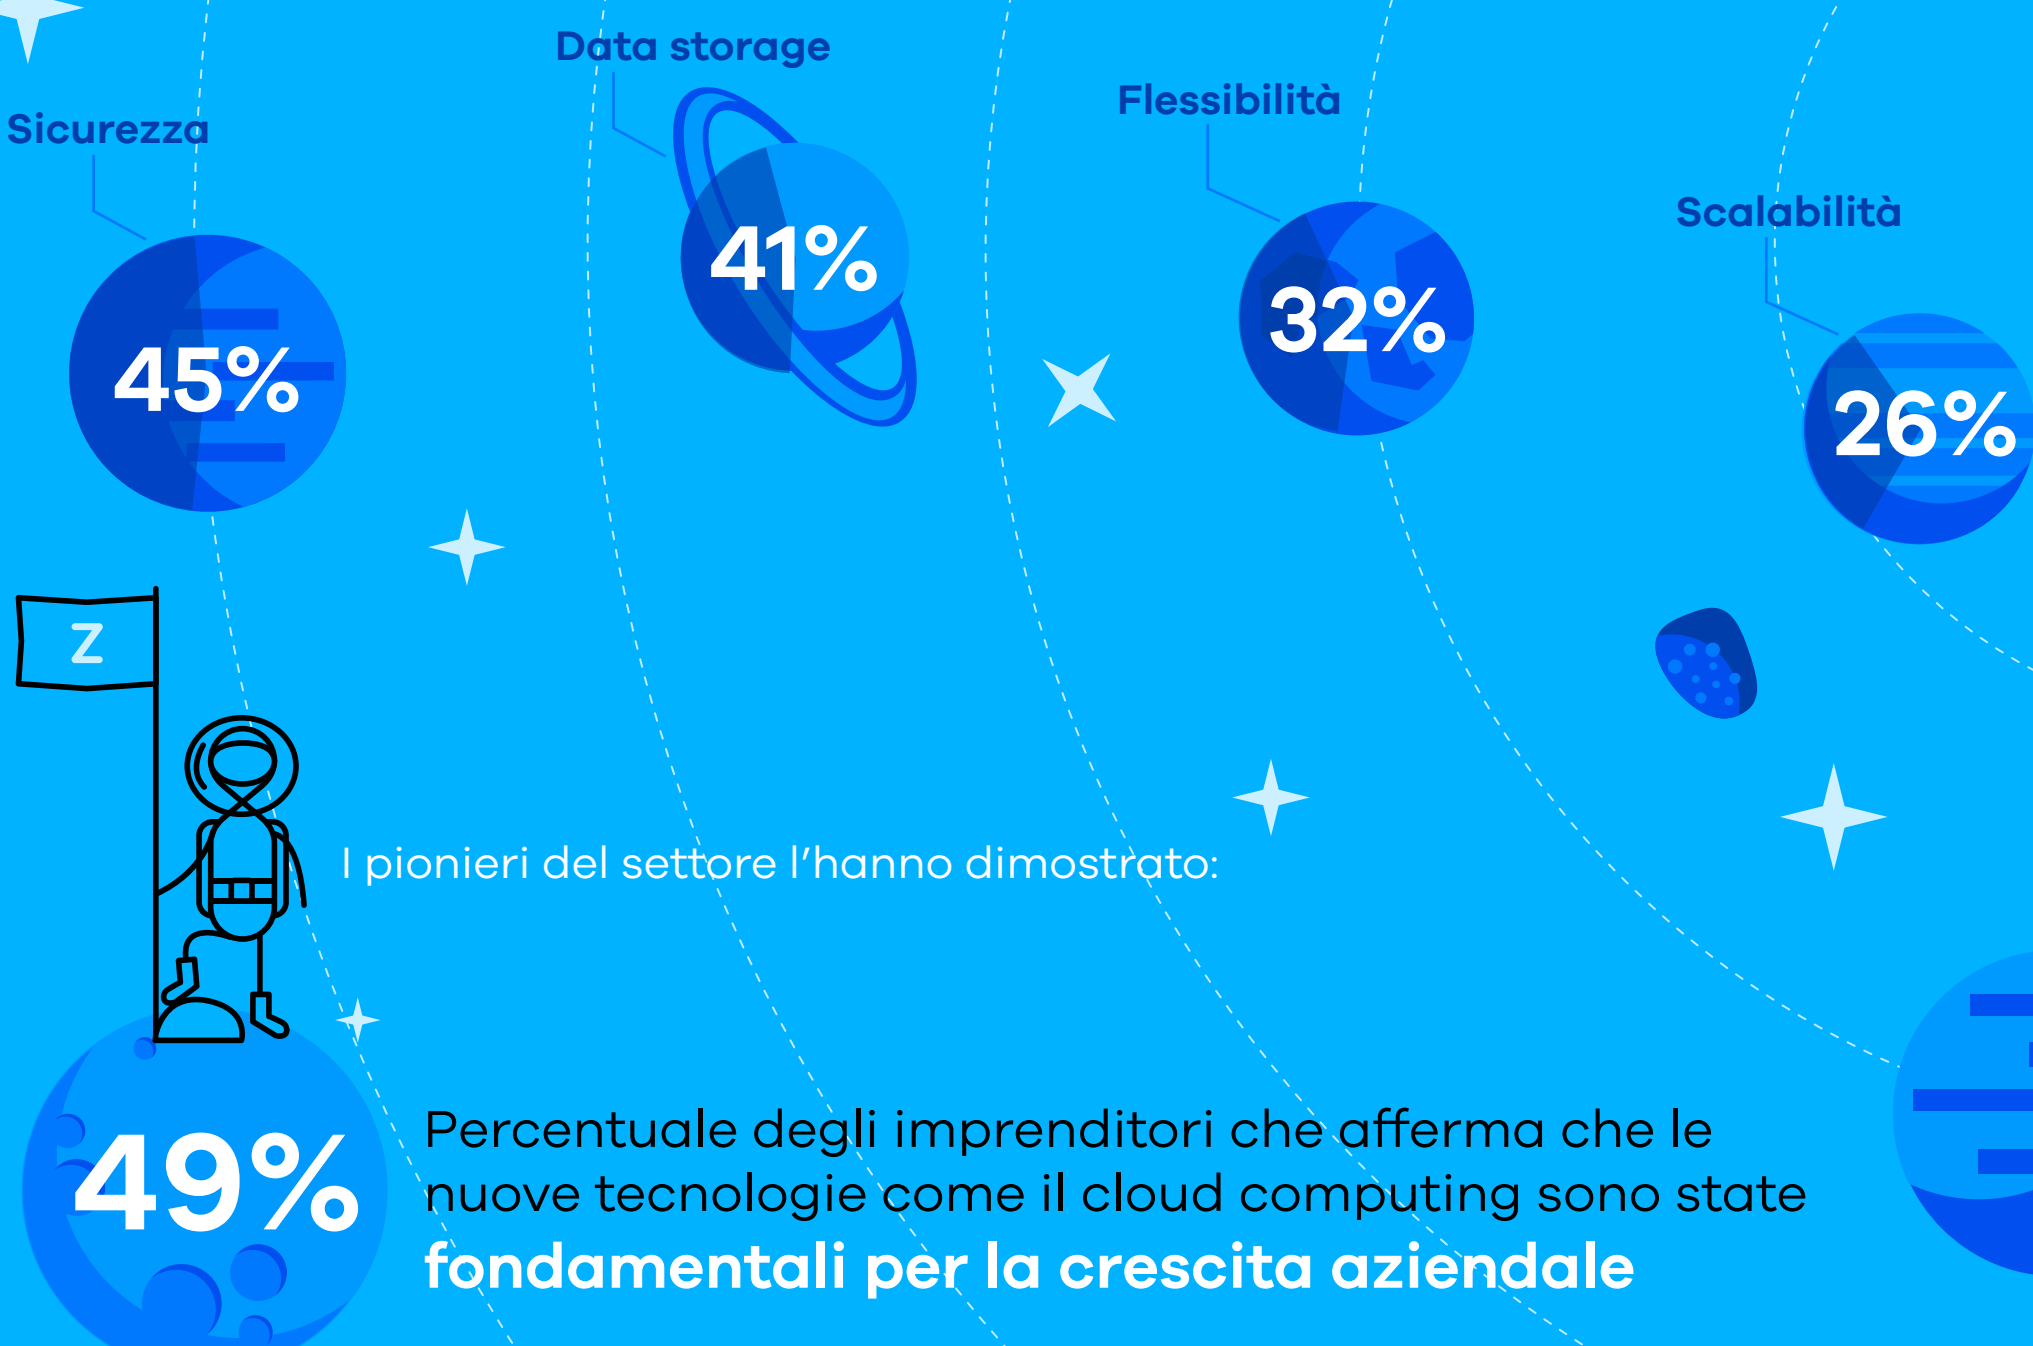 Data storage
Flessibilità
Sicurezza
Scalabilità
41%
32%
45%
26%
Z
I pionieri del settore l’hanno dimostrato:
49%
Percentuale degli imprenditori che afferma che le
nuove tecnologie come il cloud computing sono state
fondamentali per la crescita aziendale